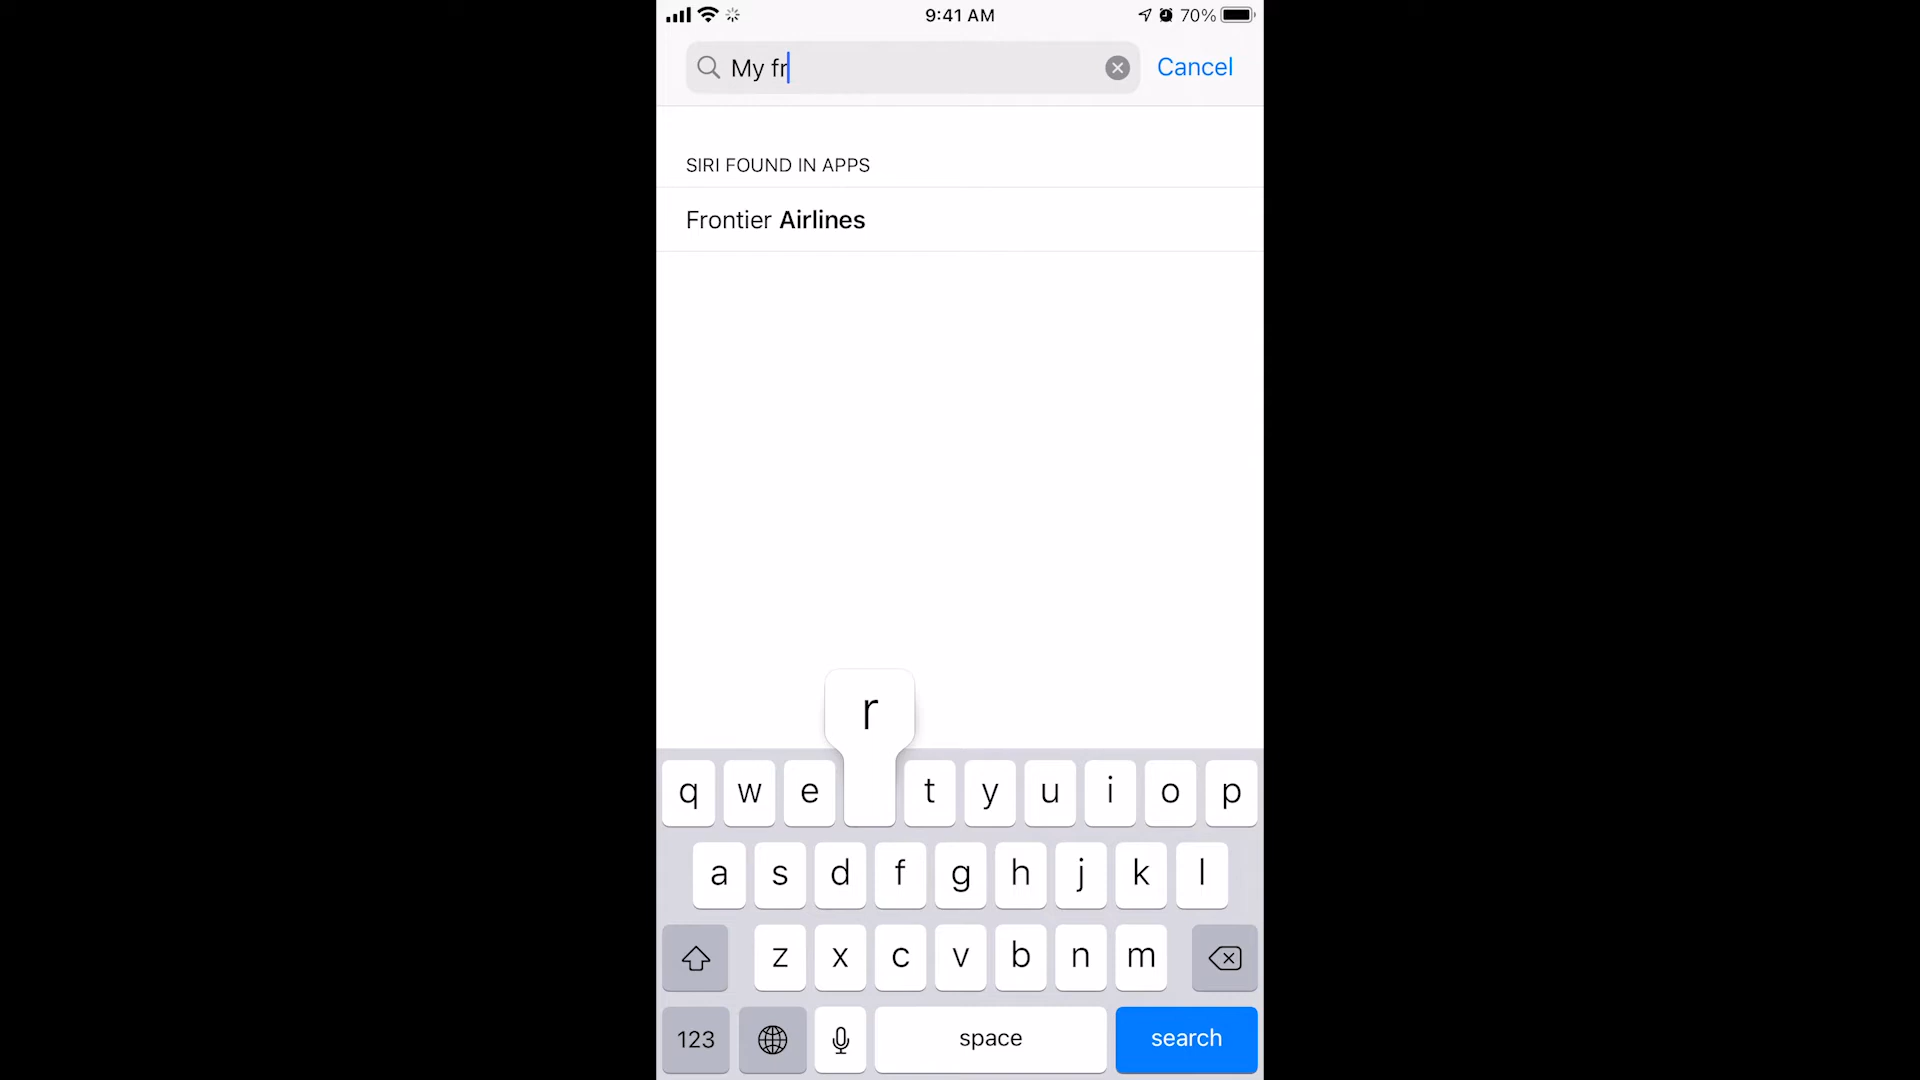 9:41 AM
70%
My fr
Cancel
SIRI FOUND IN APPS
Frontier Airlines
r
q w e t y u i o p
a s d f g h j k l
z x c v b n m
123 space search